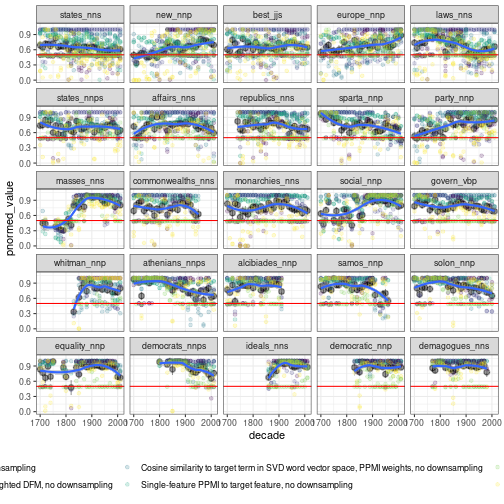 states_nns new_nnp best_jjs europe_nnp laws_nns
0.9
0.6
0.3
0.0
states_nnps affairs_nns republics_nns sparta_nnp party_nnp
0.9
0.6
0.3
0.0
masses_nns commonwealths_nns monarchies_nns social_nnp govern_vbp
0.9
0.6
0.3
0.0
whitman_nnp athenians_nnps alcibiades_nnp samos_nnp solon_nnp
0.9
0.6
0.3
0.0
equality_nnp democrats_nnps ideals_nns democratic_nnp demagogues_nns
0.9
0.6
0.3
0.0
pnormed_value
1700 1800 1900 2000 1700 1800 1900 2000 1700 1800 1900 2000 1700 1800 1900 2000 1700 1800 1900 2000
decade
nsampling Cosine similarity to target term in SVD word vector space, PPMI weights, no downsampling
ghted DFM, no downsampling Single-feature PPMI to target feature, no downsampling